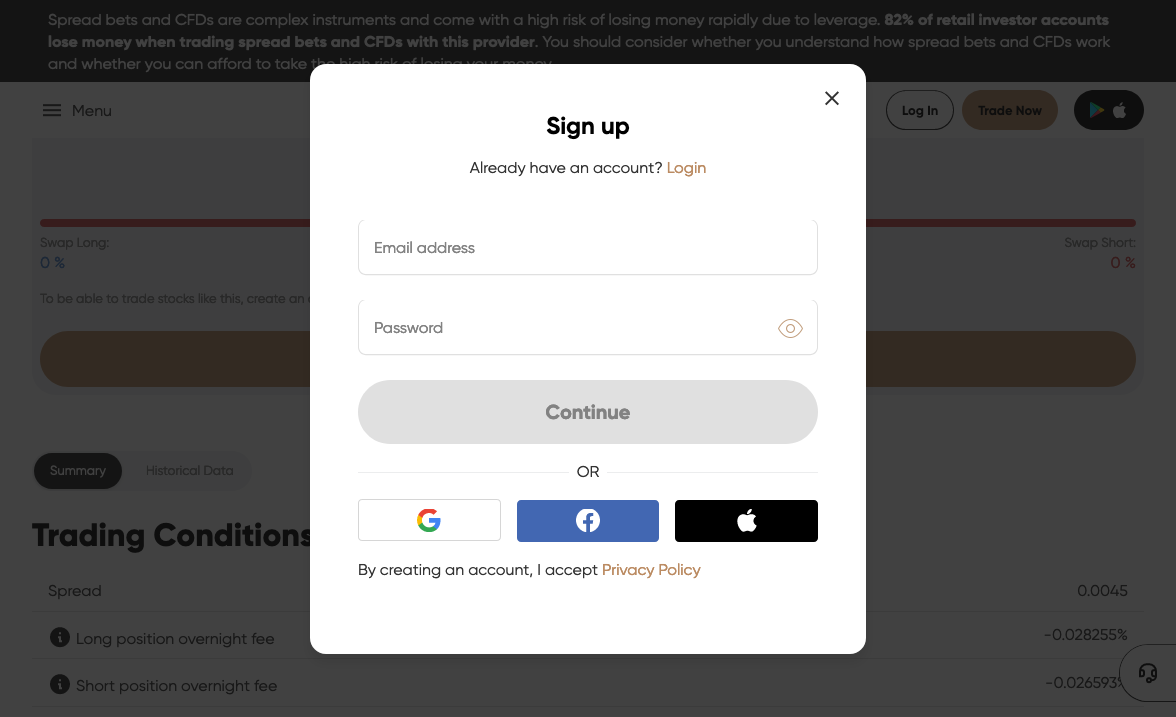 Spread bets and CFDs are complex instruments and come with a high risk of losing money rapidly due to leverage. 82% of retail investor accounts
lose money when trading spread bets and CFDs with this provider. You should consider whether you understand how spread bets and CFDs work
and whether you can afford to take the high risk of losing your money.
Menu
Log In
Trade Now
Sign up
Already have an account? Login
Swap Long:
Swap Short:
0 %
0 %
Email address
To be able to trade stocks like this, create an
Password
Continue
OR
Summary
Historical Data
Trading Conditions
By creating an account, I accept Privacy Policy
Spread
0.0045
Long position overnight fee
-0.028255%
Short position overnight fee
-0.026593%